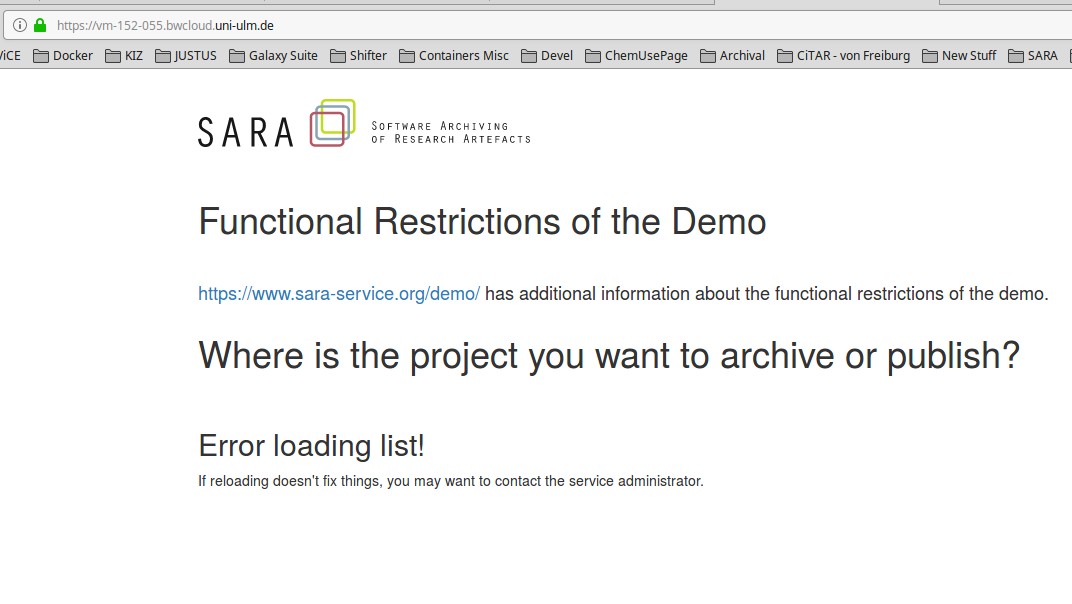 https://vm-152-055.bwcloud.uni-ulm.de
ViCE Docker KIZ JUSTUS Galaxy Suite Shifter Containers Misc Devel ChemUsePage Archival CiTAR - von Freiburg New Stuff SARA
SARA
SOFTWARE ARCHIVING
OF RESEARCH ARTEFACTS
Functional Restrictions of the Demo
https://www.sara-service.org/demo/ has additional information about the functional restrictions of the demo.
Where is the project you want to archive or publish?
Error loading list!
If reloading doesn't fix things, you may want to contact the service administrator.